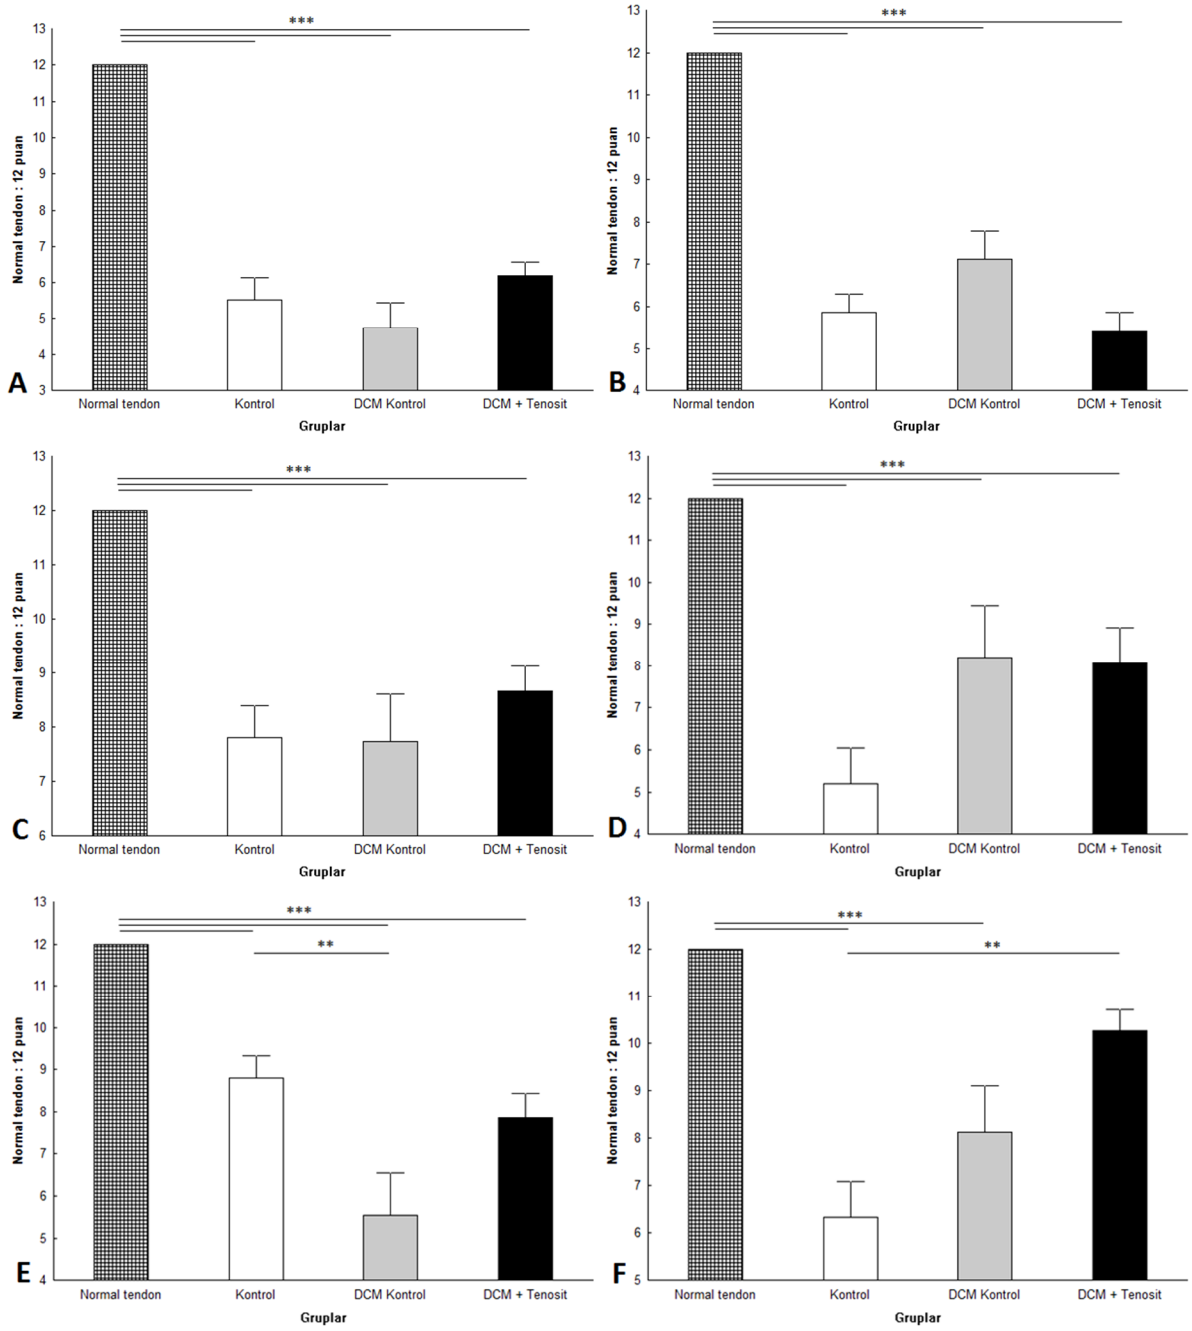 ***
13
12
11
10
9
8
7
6
5
4
3
Normal tendon : 12 puan
A
Normal tendon Kontrol DCM Kontrol DCM + Tenosit
Gruplar
***
13
12
11
10
9
8
7
6
5
4
Normal tendon : 12 puan
B
Normal tendon Kontrol DCM Kontrol DCM + Tenosit
Gruplar
***
13
12
11
10
9
8
7
6
Normal tendon : 12 puan
C
Normal tendon Kontrol DCM Kontrol DCM + Tenosit
Gruplar
***
13
12
11
10
9
8
7
6
5
4
Normal tendon : 12 puan
D
Normal tendon Kontrol DCM Kontrol DCM + Tenosit
Gruplar
***
**
13
12
11
10
9
8
7
6
5
4
Normal tendon : 12 puan
E
Normal tendon Kontrol DCM Kontrol DCM + Tenosit
Gruplar
***
**
13
12
11
10
9
8
7
6
5
Normal tendon : 12 puan
F
Normal tendon Kontrol DCM Kontrol DCM + Tenosit
Gruplar